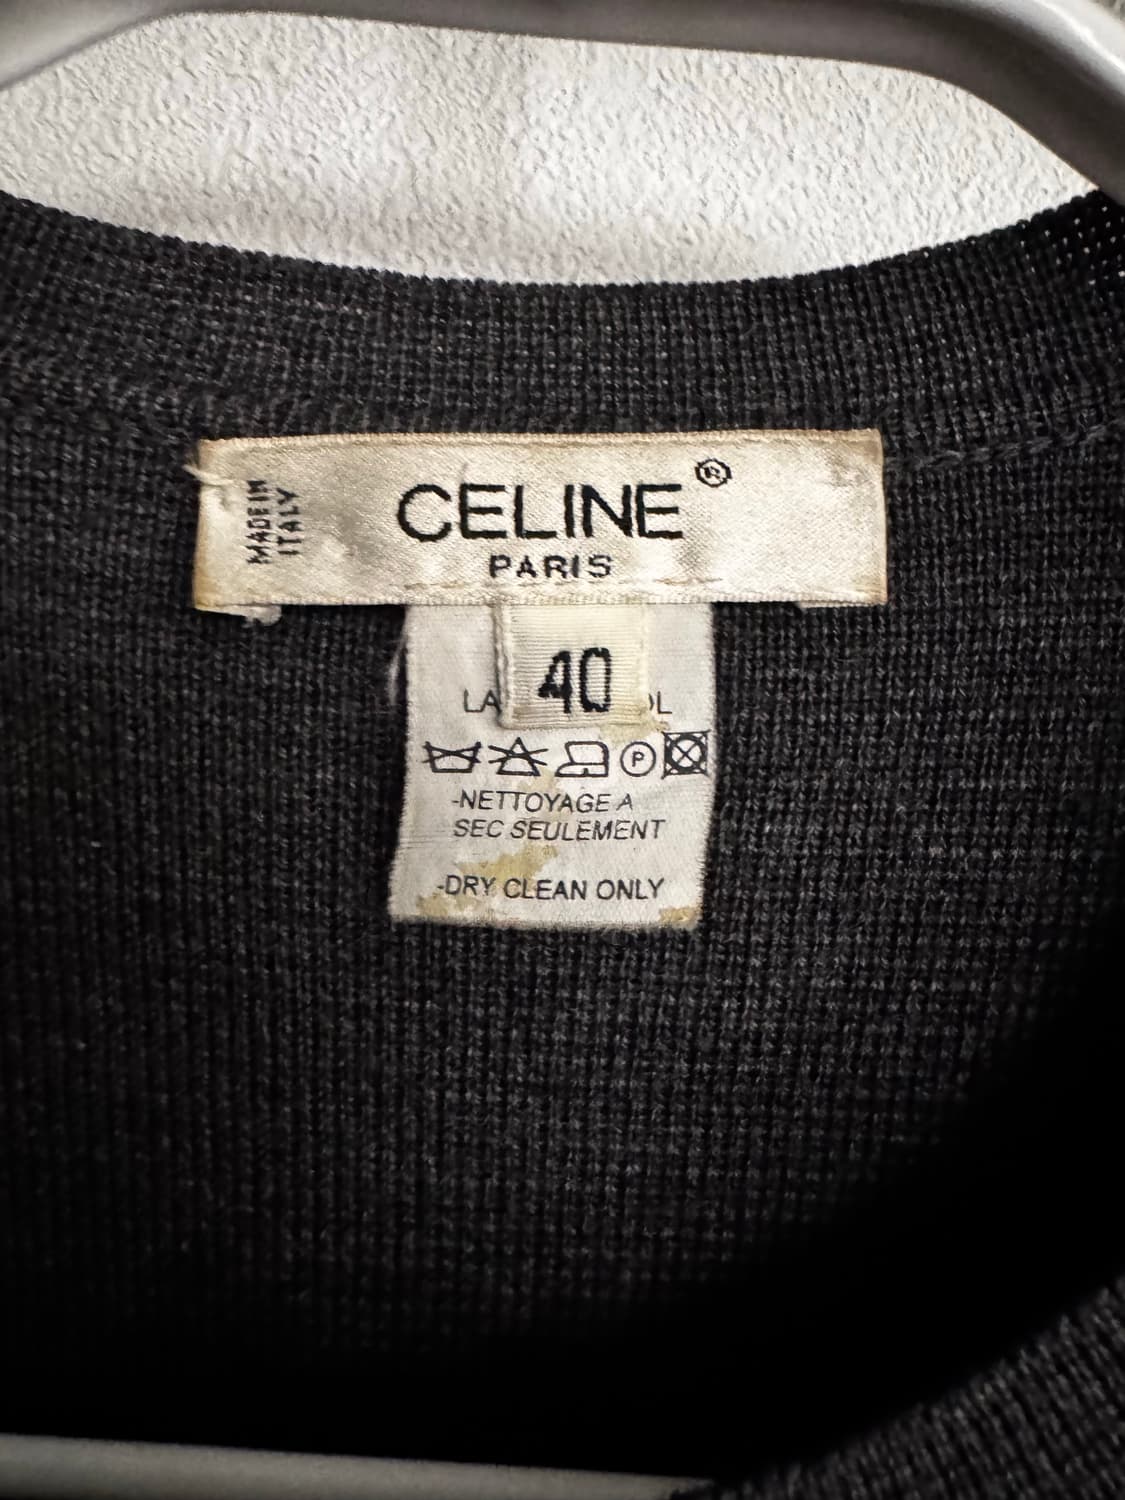 MADE IN
ITALY
CELINE®
PARIS
40
-NETTOYAGE A
SEC SEULEMENT
-DRY CLEAN ONLY
P